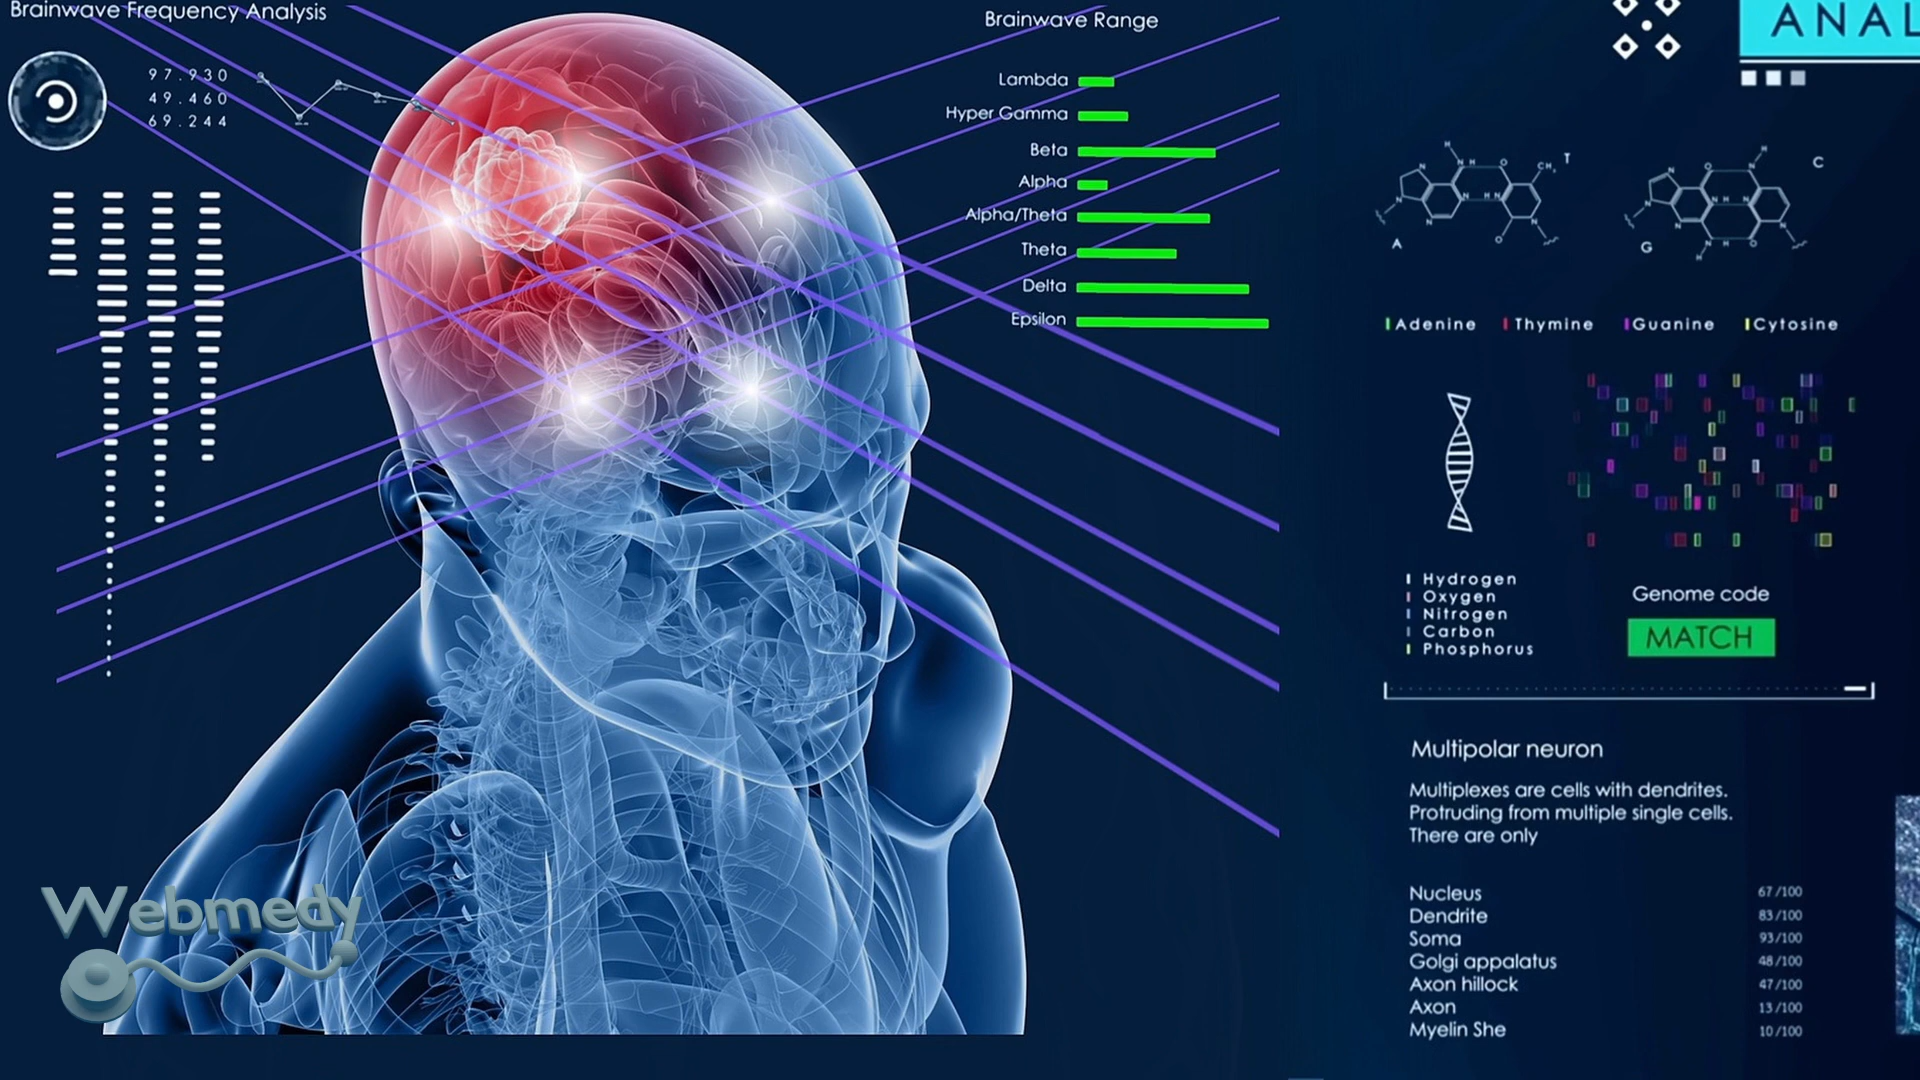 Brainwave Frequency Analysis
97.930
49.460
69.244
Brainwave Range
Lambda
Hyper Gamma
Beta
Alpha
Alpha/Theta
Theta
Delta
Epsilon
ANAL
T
C
A
G
Adenine Thymine Guanine Cytosine
Hydrogen
Oxygen
Nitrogen
Carbon
Phosphorus
Genome code
MATCH
Multipolar neuron
Multiplexes are cells with dendrites.
Protruding from multiple single cells.
There are only
Nucleus 67/100
Dendrite 83/100
Soma 93/100
Golgi appalatus 48/100
Axon hillock 47/100
Axon 13/100
Myelin She 10/100
Webmedy